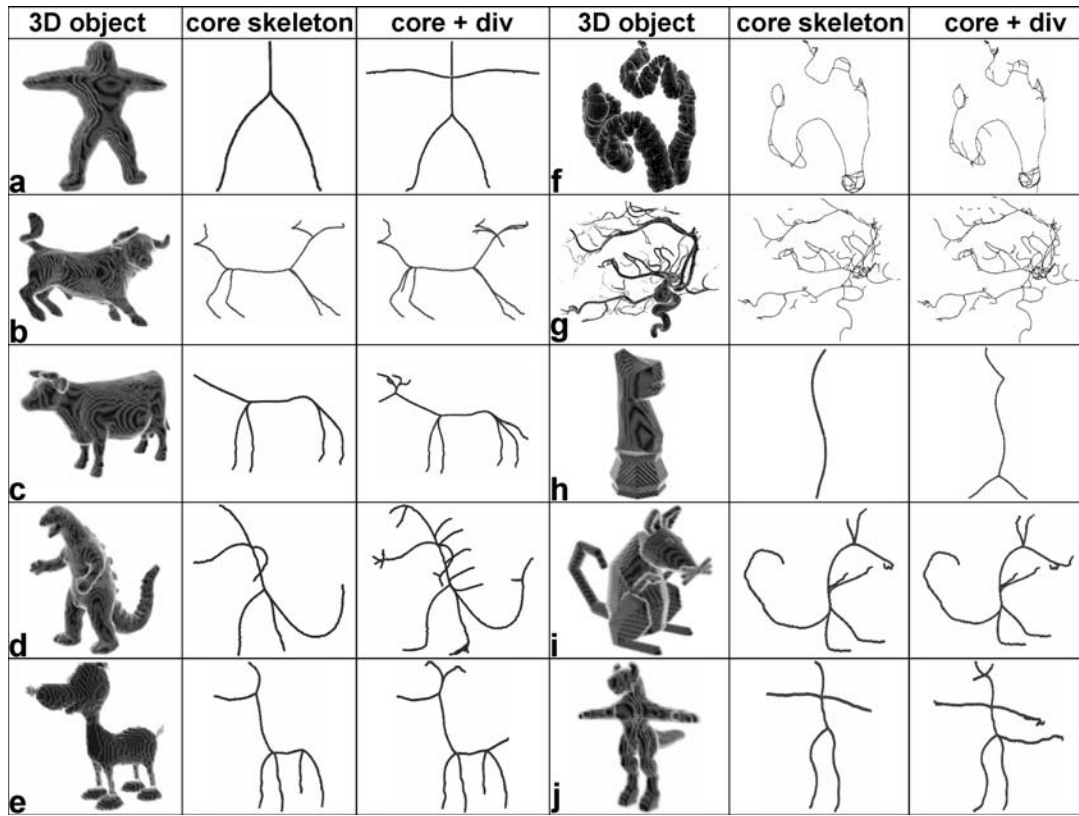 3D object core skeleton core + div 3D object core skeleton core + div
a f
b g
c h
d i
e j